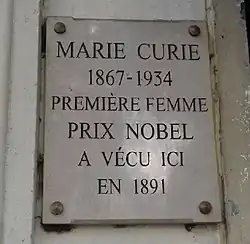 MARIE CURIE
1867-1934
PREMIÈRE FEMME
PRIX NOBEL
A VÉCU ICI
EN 1891